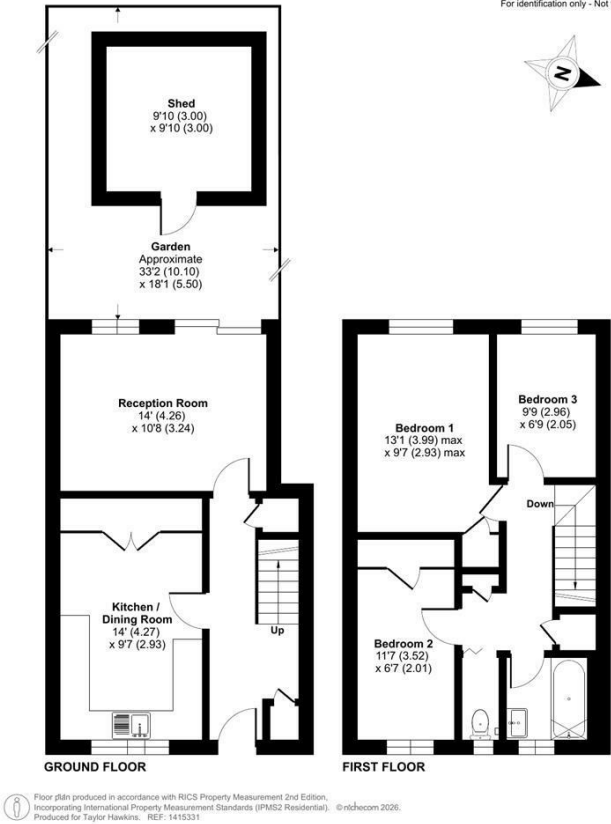 For identification only - Not
N
Shed
9'10 (3.00)
x 9'10 (3.00)
Garden
Approximate
33'2 (10.10)
x 18'1 (5.50)
Reception Room
14' (4.26)
x 10'8 (3.24)
Bedroom 1
13'1 (3.99) max
x 9'7 (2.93) max
Bedroom 3
9'9 (2.96)
x 6'9 (2.05)
Down
Kitchen /
Dining Room
14' (4.27)
x 9'7 (2.93)
Up
Bedroom 2
11'7 (3.52)
x 6'7 (2.01)
GROUND FLOOR
FIRST FLOOR
Floor plan produced in accordance with RICS Property Measurement 2nd Edition,
Incorporating International Property Measurement Standards (IPMS2 Residential). © nichecom 2026.
Produced for Taylor Hawkins. REF: 1415331